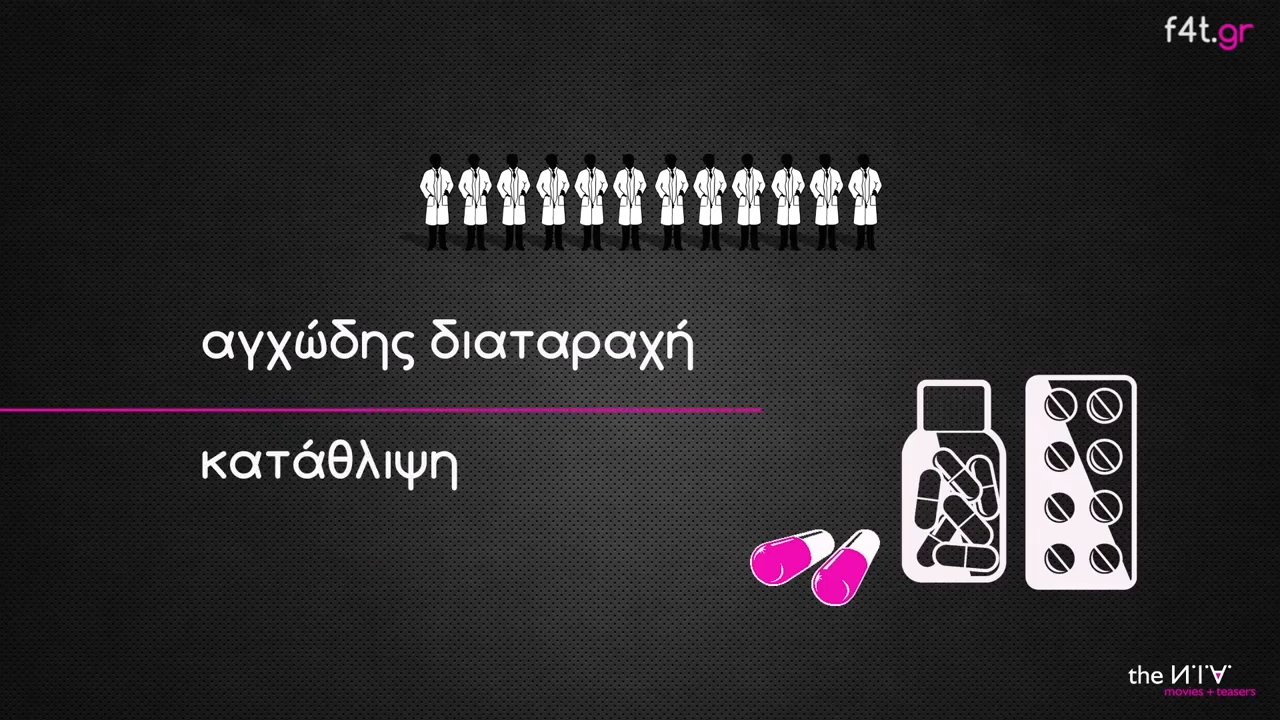 f4t.gr
αγχώδης διαταραχή
κατάθλιψη
the
movies + teasers